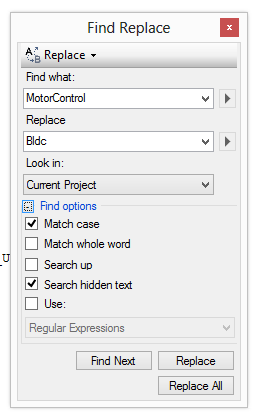 Find Replace
x
A B Replace
Find what:
MotorControl
Replace
Bldc
Look in:
Current Project
Find options
Match case
Match whole word
Search up
Search hidden text
_U
Use:
Regular Expressions
Find Next Replace
Replace All